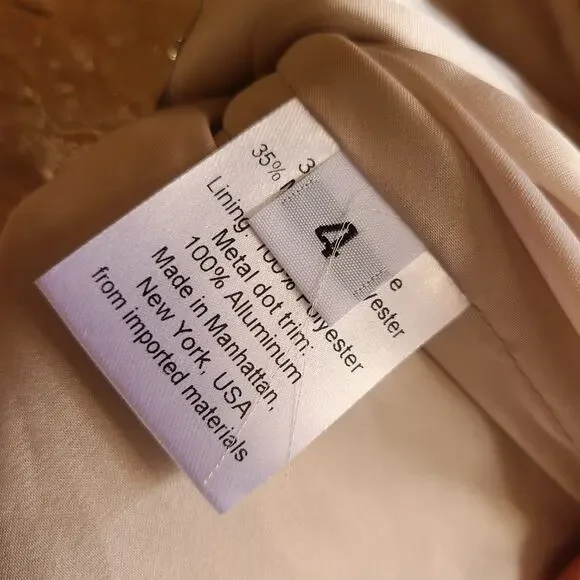 35%
4
Lining: 100% Polyester
Metal dot trim:
100% Alluminum
Made in Manhattan,
New York, USA
from imported materials